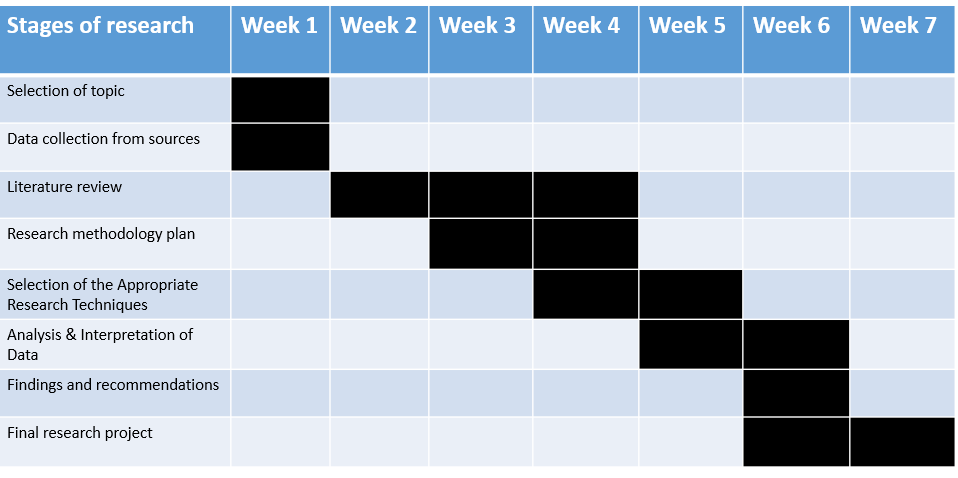 Stages of research Week 1 Week 2 Week 3 Week 4 Week 5 Week 6 Week 7
Selection of topic
Data collection from sources
Literature review
Research methodology plan
Selection of the Appropriate
Research Techniques
Analysis & Interpretation of
Data
Findings and recommendations
Final research project